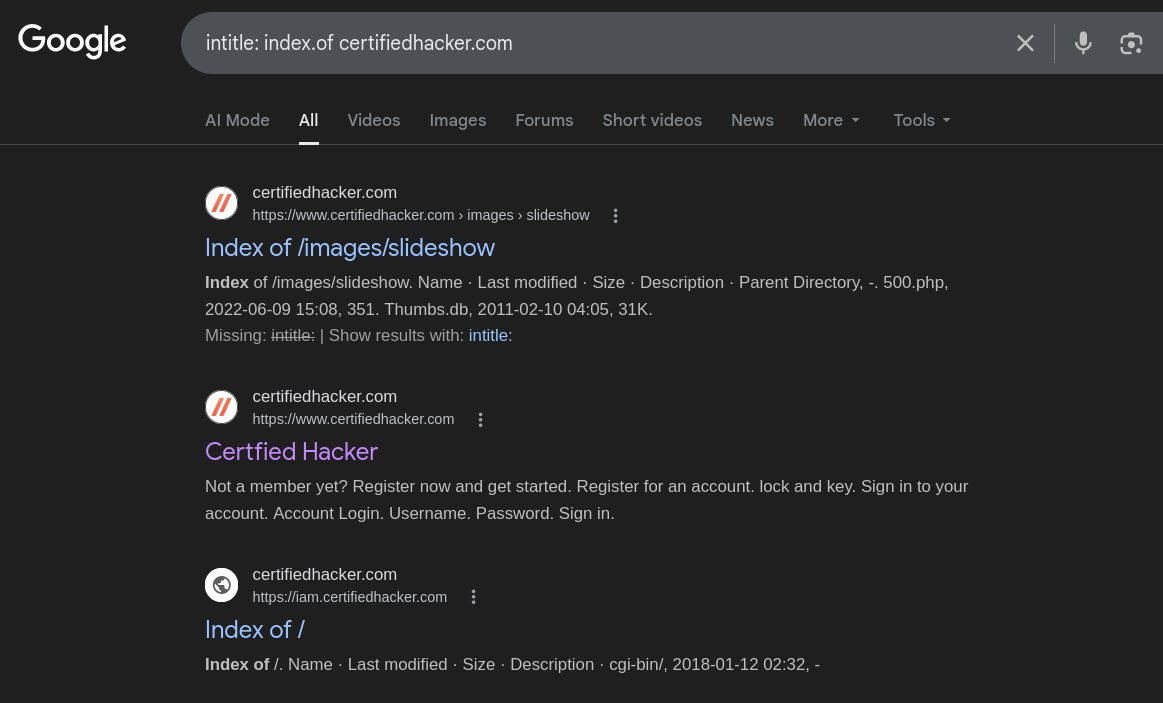 Google
intitle: index.of certifiedhacker.com
AI Mode All Videos Images Forums Short videos News More Tools
certifiedhacker.com
https://www.certifiedhacker.com › images › slideshow
Index of /images/slideshow
Index of /images/slideshow. Name · Last modified · Size · Description · Parent Directory, -. 500.php,
2022-06-09 15:08, 351. Thumbs.db, 2011-02-10 04:05, 31K.
Missing: intitle: | Show results with: intitle:
certifiedhacker.com
https://www.certifiedhacker.com
Certfied Hacker
Not a member yet? Register now and get started. Register for an account. lock and key. Sign in to your
account. Account Login. Username. Password. Sign in.
certifiedhacker.com
https://iam.certifiedhacker.com
Index of /
Index of /. Name · Last modified · Size · Description · cgi-bin/, 2018-01-12 02:32, -